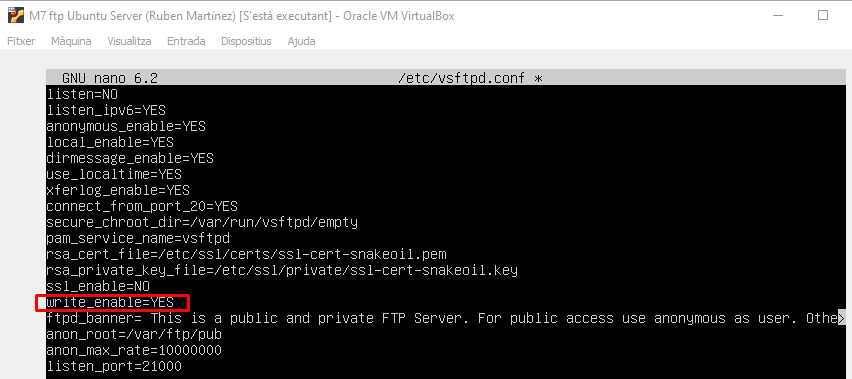 M7 ftp Ubuntu Server (Ruben Martínez) [S'està executant] - Oracle VM VirtualBox
Fitxer Màquina Visualitza Entrada Dispositius Ajuda
GNU nano 6.2 /etc/vsftpd.conf *
listen=NO
listen_ipv6=YES
anonymous_enable=YES
local_enable=YES
dirmessage_enable=YES
use_localtime=YES
xferlog_enable=YES
connect_from_port_20=YES
secure_chroot_dir=/var/run/vsftpd/empty
pam_service_name=vsftpd
rsa_cert_file=/etc/ssl/certs/ssl-cert-snakeoil.pem
rsa_private_key_file=/etc/ssl/private/ssl-cert-snakeoil.key
ssl_enable=NO
write_enable=YES
ftpd_banner= This is a public and private FTP Server. For public access use anonymous as user. Othe>
anon_root=/var/ftp/pub
anon_max_rate=10000000
listen_port=21000